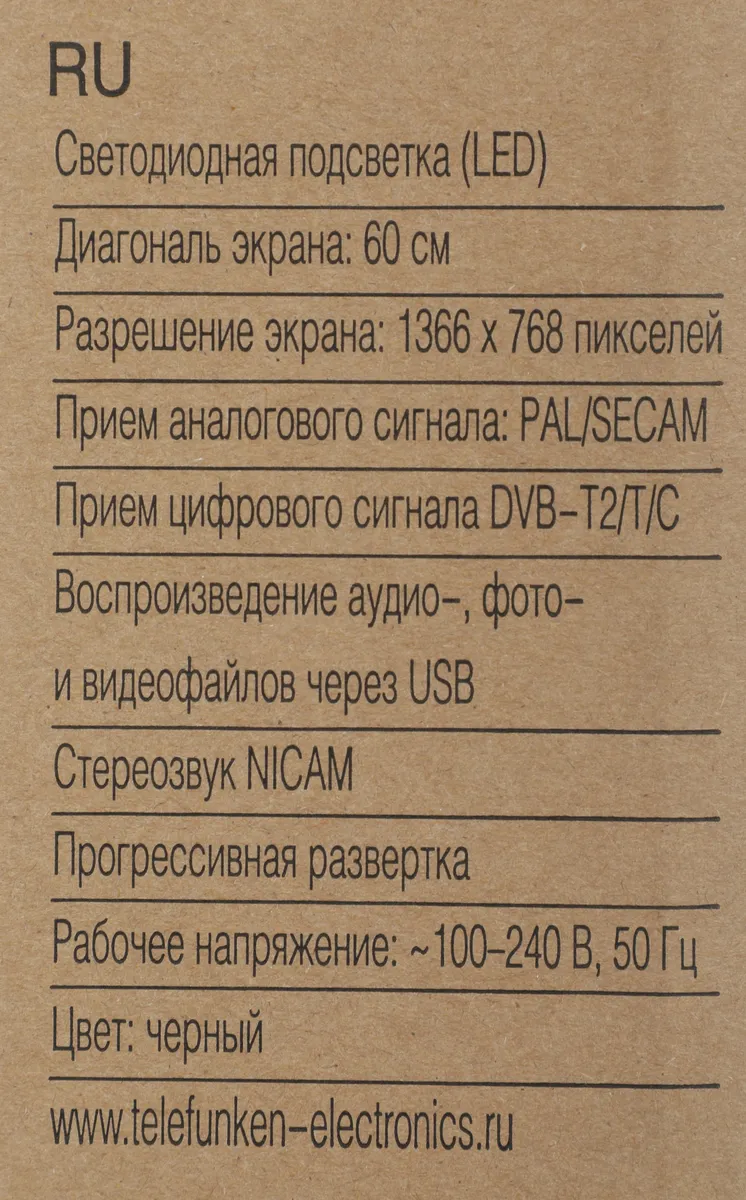 RU
Светодиодная подсветка (LED)
Диагональ экрана: 60 см
Разрешение экрана: 1366 x 768 пикселей
Прием аналогового сигнала: PAL/SECAM
Прием цифрового сигнала DVB–T2/T/C
Воспроизведение аудио–, фото–
и видеофайлов через USB
Стереозвук NICAM
Прогрессивная развертка
Рабочее напряжение: ~100–240 В, 50 Гц
Цвет: черный
www.telefunken–electronics.ru